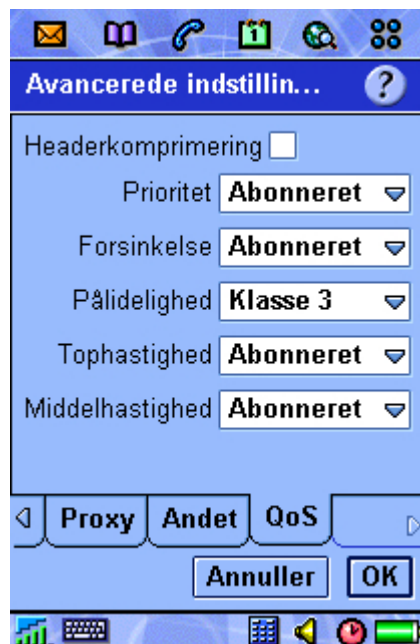 1
Avancerede indstillin... ?
Headerkomprimering
Prioritet Abonneret
Forsinkelse Abonneret
Pålidelighed Klasse 3
Tophastighed Abonneret
Middelhastighed Abonneret
Proxy Andet QoS
Annuller OK